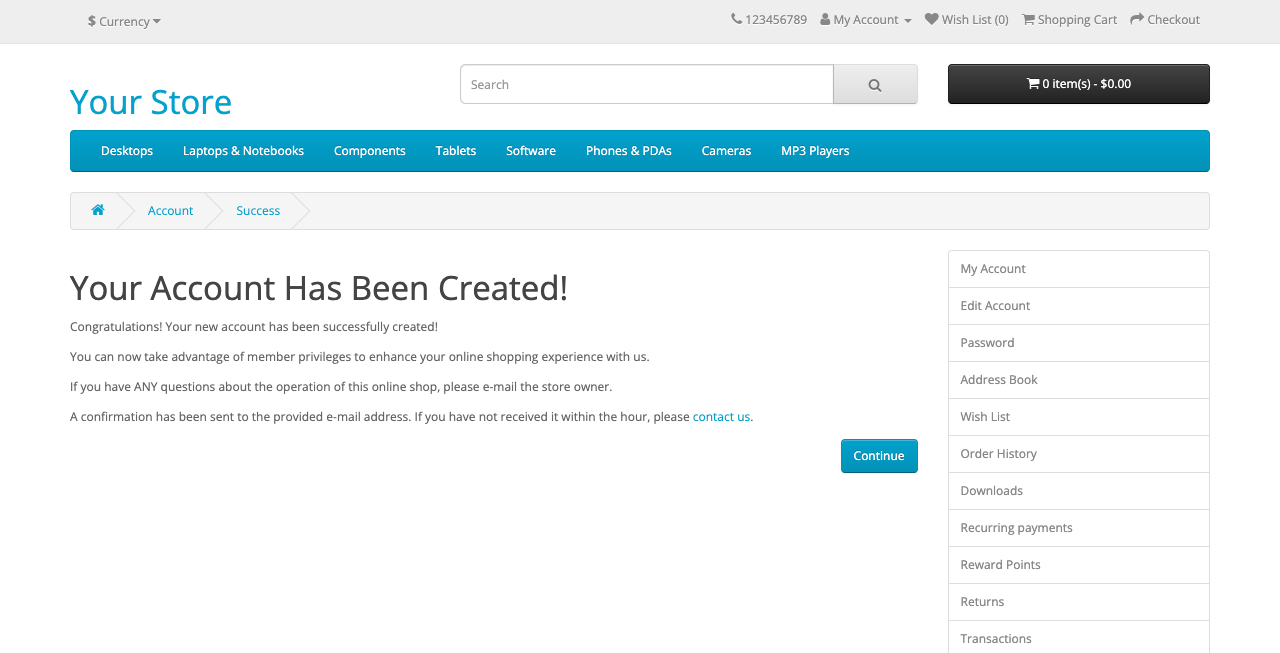 $ Currency
123456789 My Account Wish List (0) Shopping Cart Checkout
Your Store
Search
0 item(s) - $0.00
Desktops Laptops & Notebooks Components Tablets Software Phones & PDAs Cameras MP3 Players
Account Success
Your Account Has Been Created!
Congratulations! Your new account has been successfully created!
You can now take advantage of member privileges to enhance your online shopping experience with us.
If you have ANY questions about the operation of this online shop, please e-mail the store owner.
A confirmation has been sent to the provided e-mail address. If you have not received it within the hour, please contact us.
Continue
My Account
Edit Account
Password
Address Book
Wish List
Order History
Downloads
Recurring payments
Reward Points
Returns
Transactions